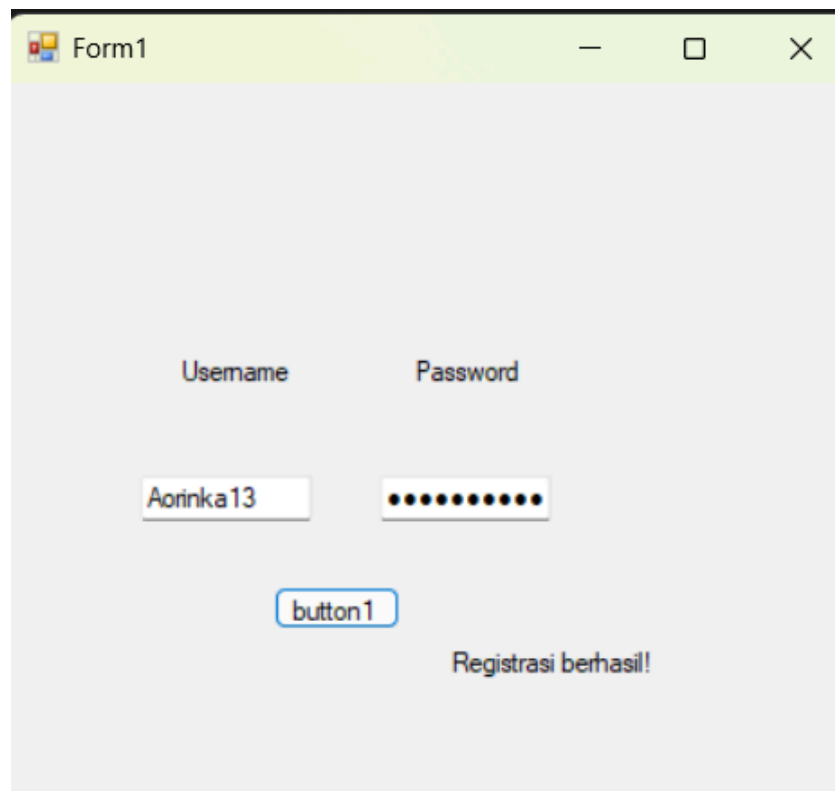 Form1
Username Password
Aorinka13 ••••••••••
button1
Registrasi berhasil!